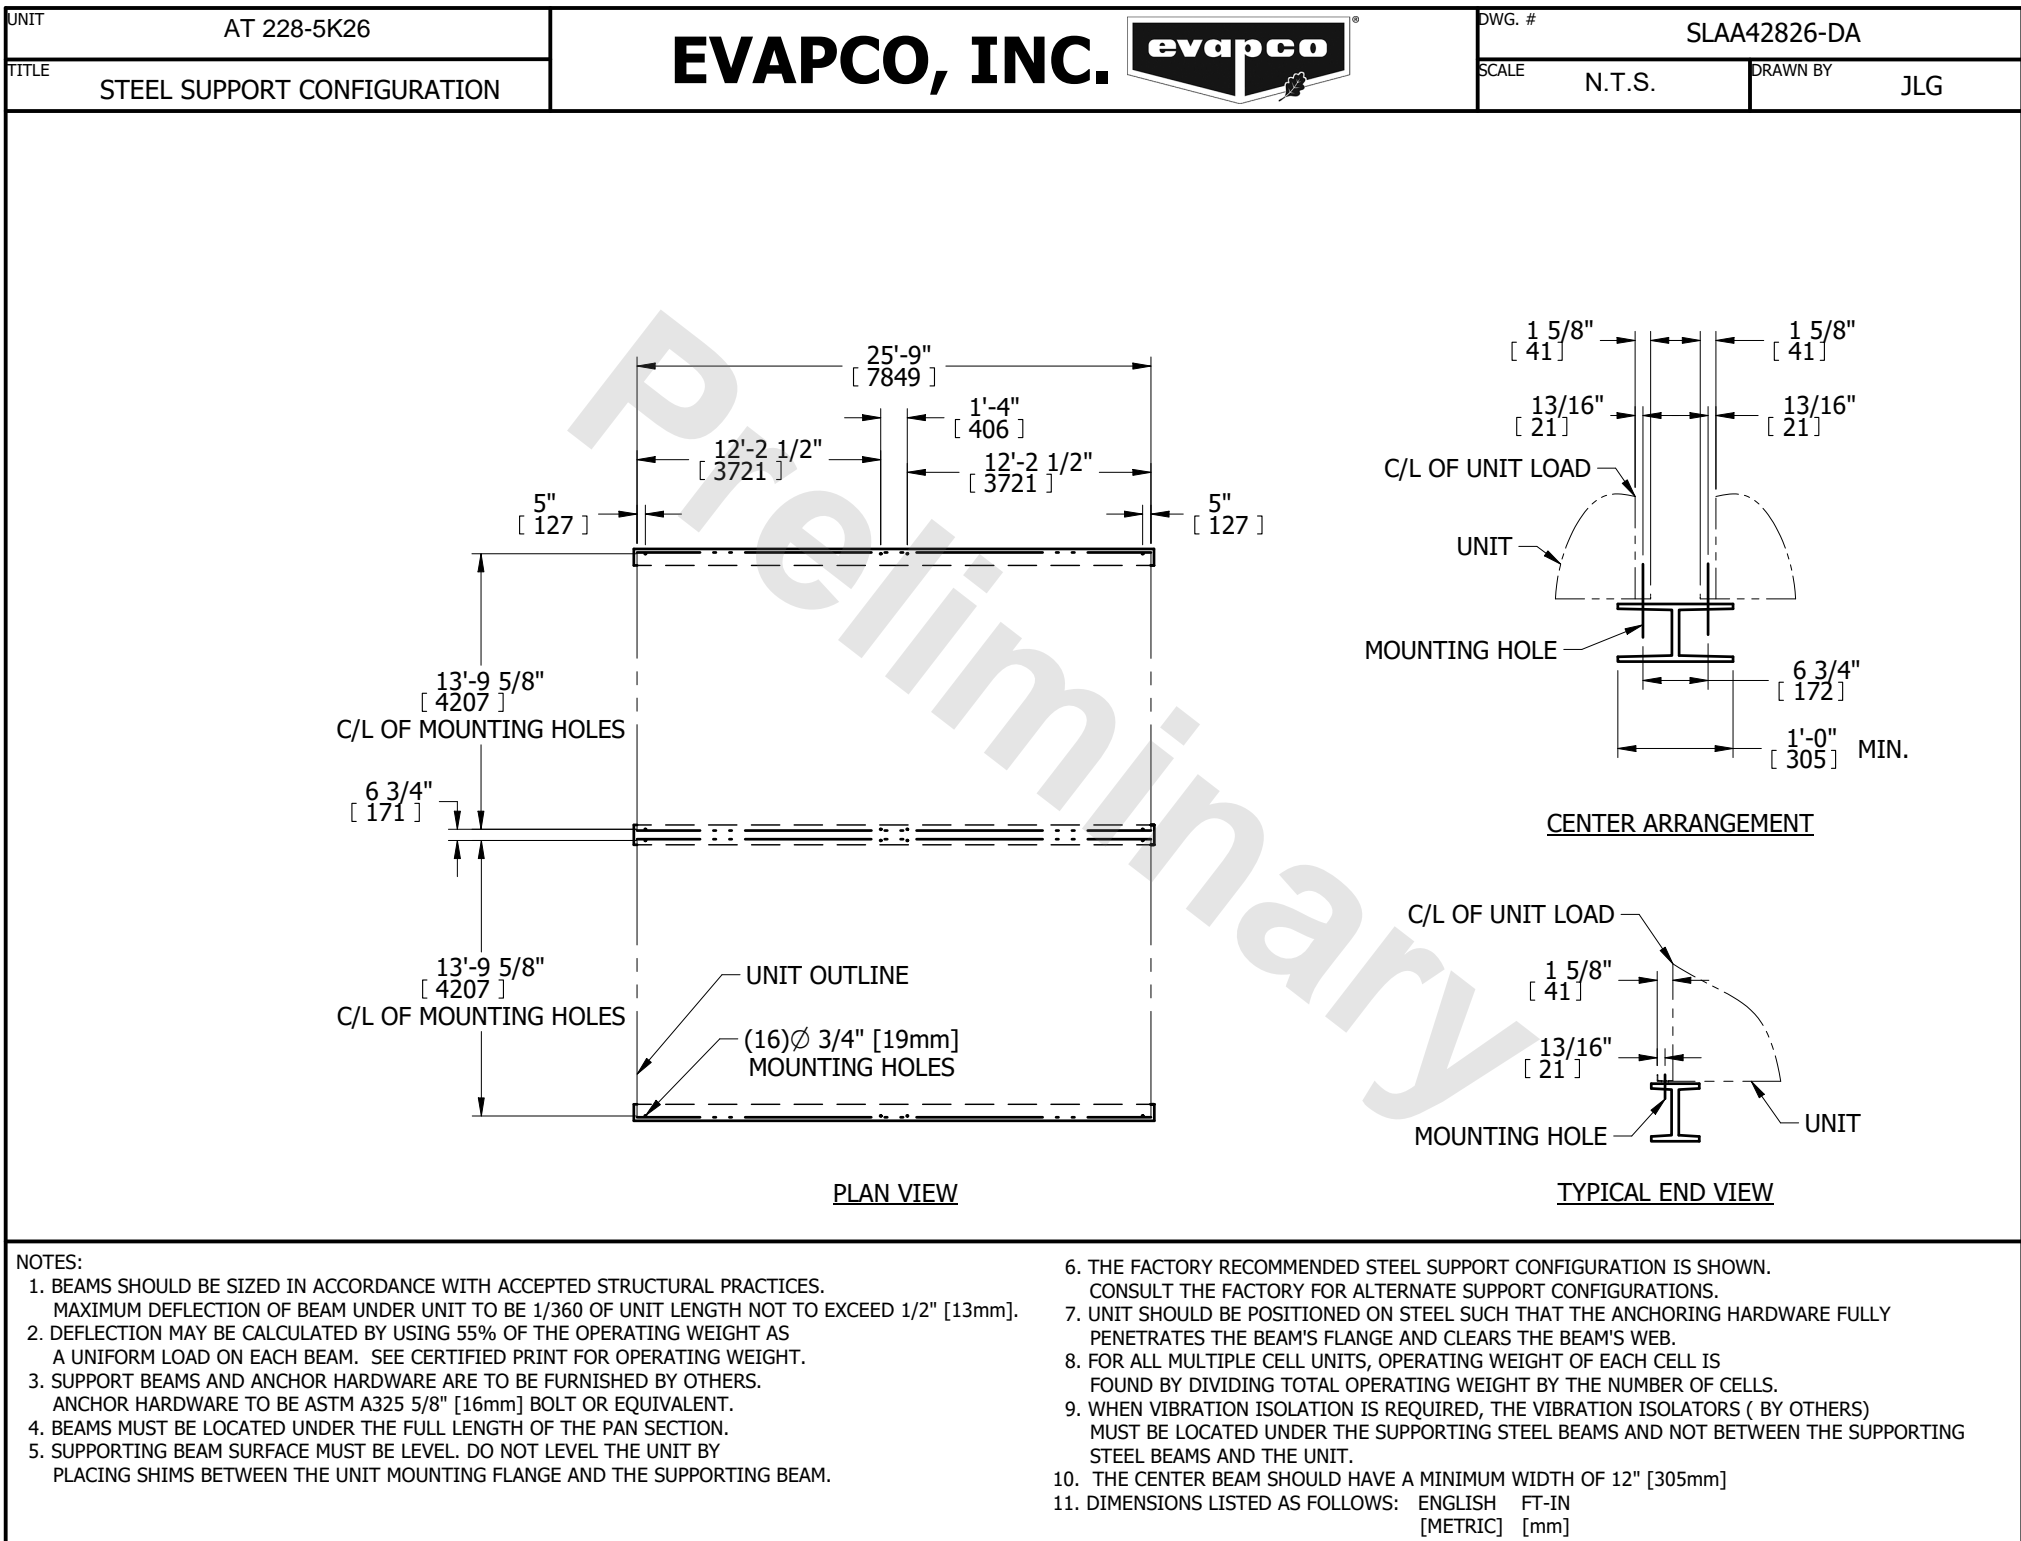 UNIT
AT 228-5K26
TITLE
STEEL SUPPORT CONFIGURATION
EVAPCO, INC.
evapco
®
DWG. #
SLAA42826-DA
SCALE
N.T.S.
DRAWN BY
JLG
Preliminary
25'-9"
[ 7849 ]
1'-4"
[ 406 ]
12'-2 1/2"
[ 3721 ]
12'-2 1/2"
[ 3721 ]
5"
[ 127 ]
5"
[ 127 ]
13'-9 5/8"
[ 4207 ]
C/L OF MOUNTING HOLES
6 3/4"
[ 171 ]
13'-9 5/8"
[ 4207 ]
C/L OF MOUNTING HOLES
UNIT OUTLINE
(16)∅ 3/4" [19mm]
MOUNTING HOLES
PLAN VIEW
1 5/8"
[ 41 ]
1 5/8"
[ 41 ]
13/16"
[ 21 ]
13/16"
[ 21 ]
C/L OF UNIT LOAD
UNIT
MOUNTING HOLE
6 3/4"
[ 172 ]
1'-0"
[ 305 ]
MIN.
CENTER ARRANGEMENT
C/L OF UNIT LOAD
1 5/8"
[ 41 ]
13/16"
[ 21 ]
MOUNTING HOLE
UNIT
TYPICAL END VIEW
NOTES:
1. BEAMS SHOULD BE SIZED IN ACCORDANCE WITH ACCEPTED STRUCTURAL PRACTICES.
MAXIMUM DEFLECTION OF BEAM UNDER UNIT TO BE 1/360 OF UNIT LENGTH NOT TO EXCEED 1/2" [13mm].
2. DEFLECTION MAY BE CALCULATED BY USING 55% OF THE OPERATING WEIGHT AS
A UNIFORM LOAD ON EACH BEAM. SEE CERTIFIED PRINT FOR OPERATING WEIGHT.
3. SUPPORT BEAMS AND ANCHOR HARDWARE ARE TO BE FURNISHED BY OTHERS.
ANCHOR HARDWARE TO BE ASTM A325 5/8" [16mm] BOLT OR EQUIVALENT.
4. BEAMS MUST BE LOCATED UNDER THE FULL LENGTH OF THE PAN SECTION.
5. SUPPORTING BEAM SURFACE MUST BE LEVEL. DO NOT LEVEL THE UNIT BY
PLACING SHIMS BETWEEN THE UNIT MOUNTING FLANGE AND THE SUPPORTING BEAM.
6. THE FACTORY RECOMMENDED STEEL SUPPORT CONFIGURATION IS SHOWN.
CONSULT THE FACTORY FOR ALTERNATE SUPPORT CONFIGURATIONS.
7. UNIT SHOULD BE POSITIONED ON STEEL SUCH THAT THE ANCHORING HARDWARE FULLY
PENETRATES THE BEAM'S FLANGE AND CLEARS THE BEAM'S WEB.
8. FOR ALL MULTIPLE CELL UNITS, OPERATING WEIGHT OF EACH CELL IS
FOUND BY DIVIDING TOTAL OPERATING WEIGHT BY THE NUMBER OF CELLS.
9. WHEN VIBRATION ISOLATION IS REQUIRED, THE VIBRATION ISOLATORS ( BY OTHERS)
MUST BE LOCATED UNDER THE SUPPORTING STEEL BEAMS AND NOT BETWEEN THE SUPPORTING
STEEL BEAMS AND THE UNIT.
10. THE CENTER BEAM SHOULD HAVE A MINIMUM WIDTH OF 12" [305mm]
11. DIMENSIONS LISTED AS FOLLOWS: ENGLISH FT-IN
[METRIC] [mm]